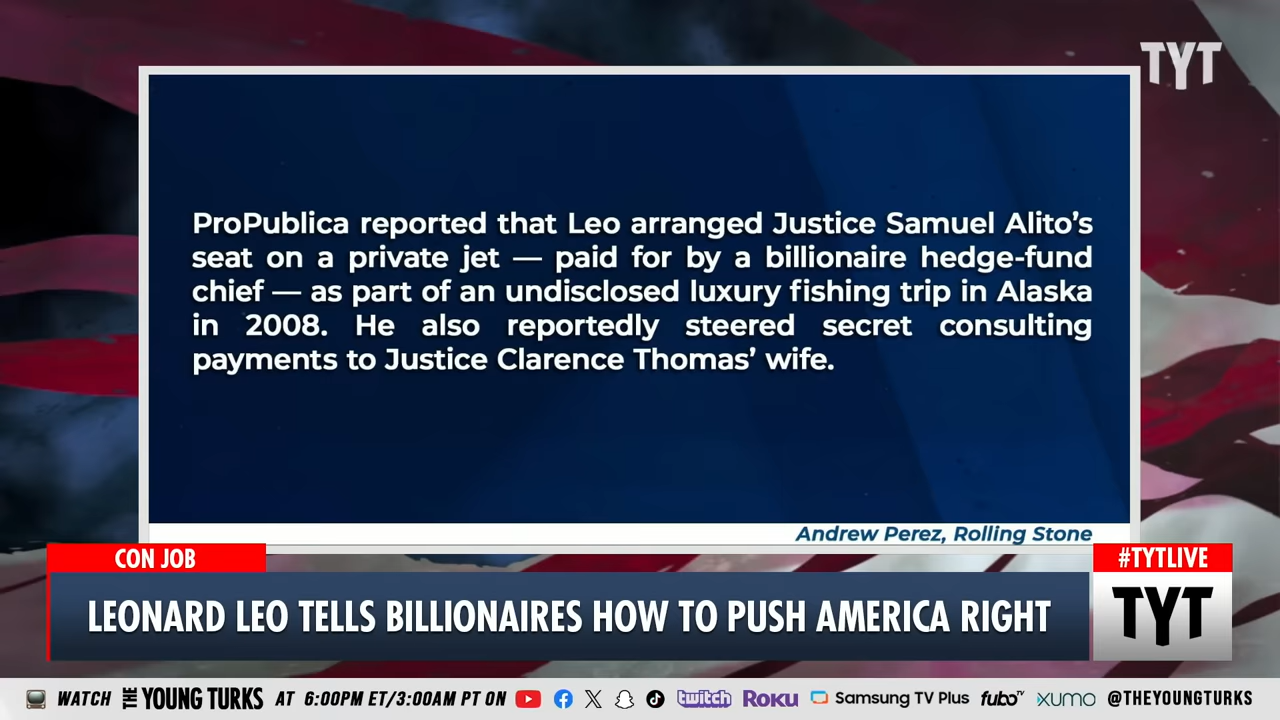 TYT
ProPublica reported that Leo arranged Justice Samuel Alito’s
seat on a private jet — paid for by a billionaire hedge-fund
chief — as part of an undisclosed luxury fishing trip in Alaska
in 2008. He also reportedly steered secret consulting
payments to Justice Clarence Thomas’ wife.
Andrew Perez, Rolling Stone
CON JOB
#TYTLIVE
LEONARD LEO TELLS BILLIONAIRES HOW TO PUSH AMERICA RIGHT
TYT
WATCH THE YOUNG TURKS AT 6:00PM ET/3:00AM PT ON twitch ROKU SAMSUNG TV Plus fuboTV xumo @THEYOUNGTURKS